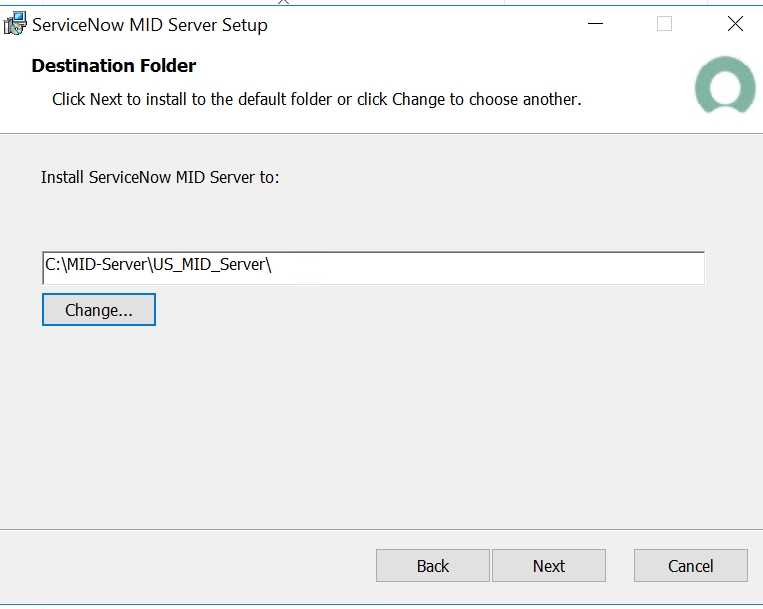 ServiceNow MID Server Setup
Destination Folder
Click Next to install to the default folder or click Change to choose another.
Install ServiceNow MID Server to:
C:\MID-Server\US_MID_Server\
Change...
Back
Next
Cancel